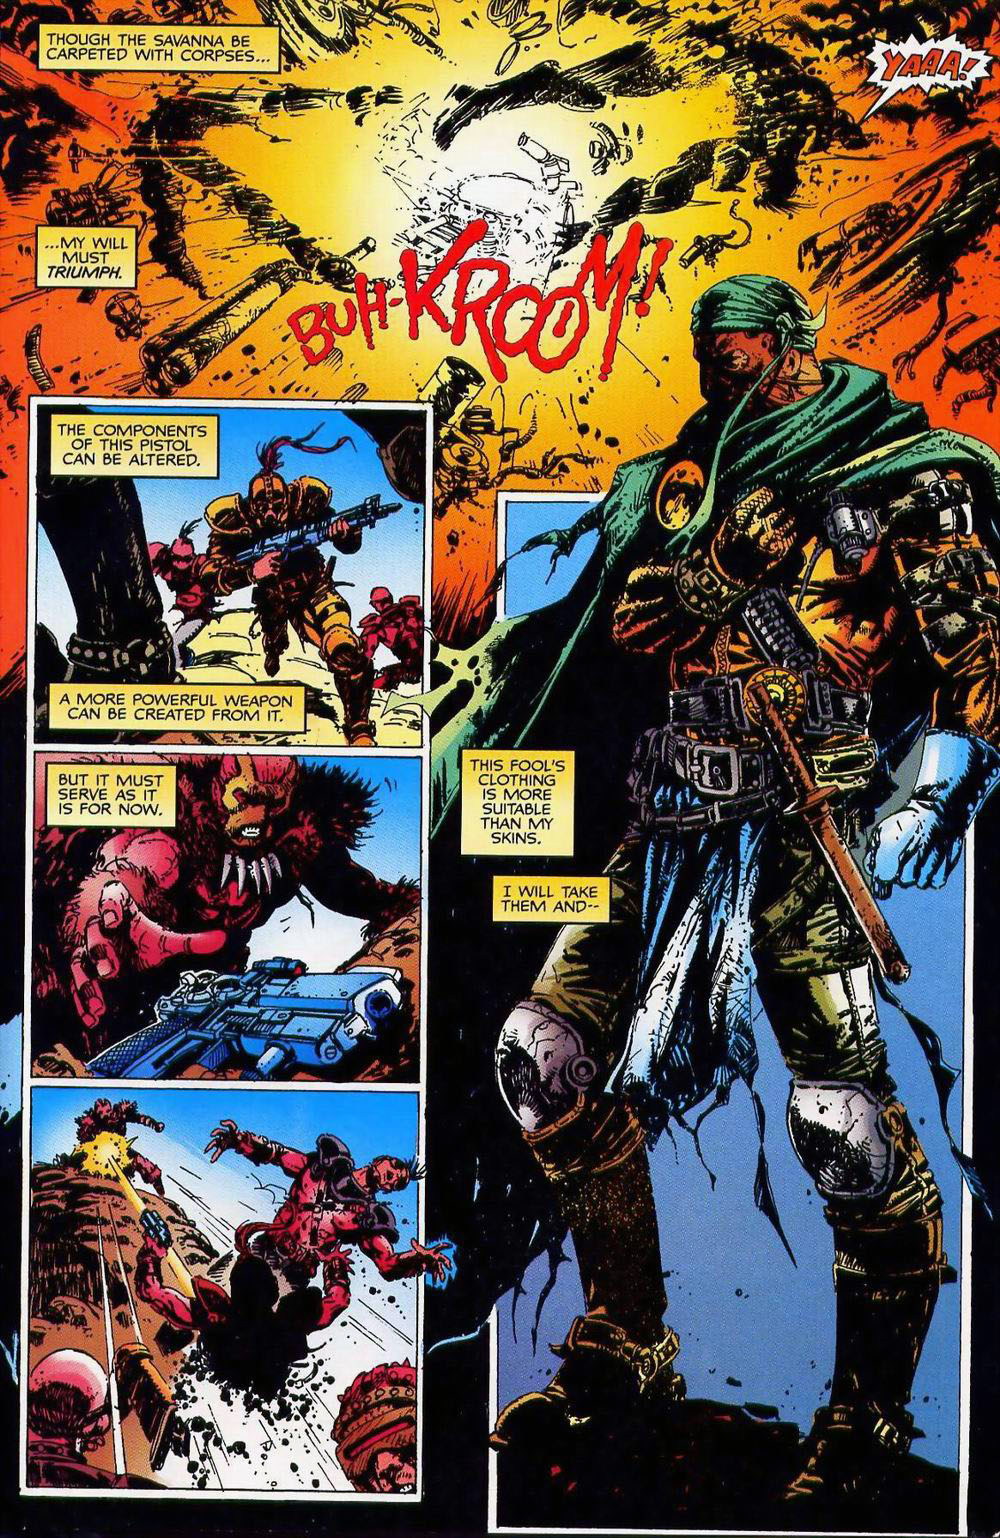 THOUGH THE SAVANNA BE
CARPETED WITH CORPSES...
YAAA!
...MY WILL
MUST
TRIUMPH.
BUH-KROOM!
THE COMPONENTS
OF THIS PISTOL
CAN BE ALTERED.
A MORE POWERFUL WEAPON
CAN BE CREATED FROM IT.
BUT IT MUST
SERVE AS IT
IS FOR NOW.
THIS FOOL'S
CLOTHING
IS MORE
SUITABLE
THAN MY
SKINS.
I WILL TAKE
THEM AND--